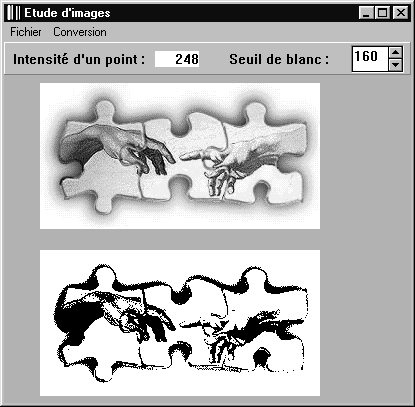 Etude d'images
Fichier Conversion
Intensité d'un point : 248 Seuil de blanc : 160